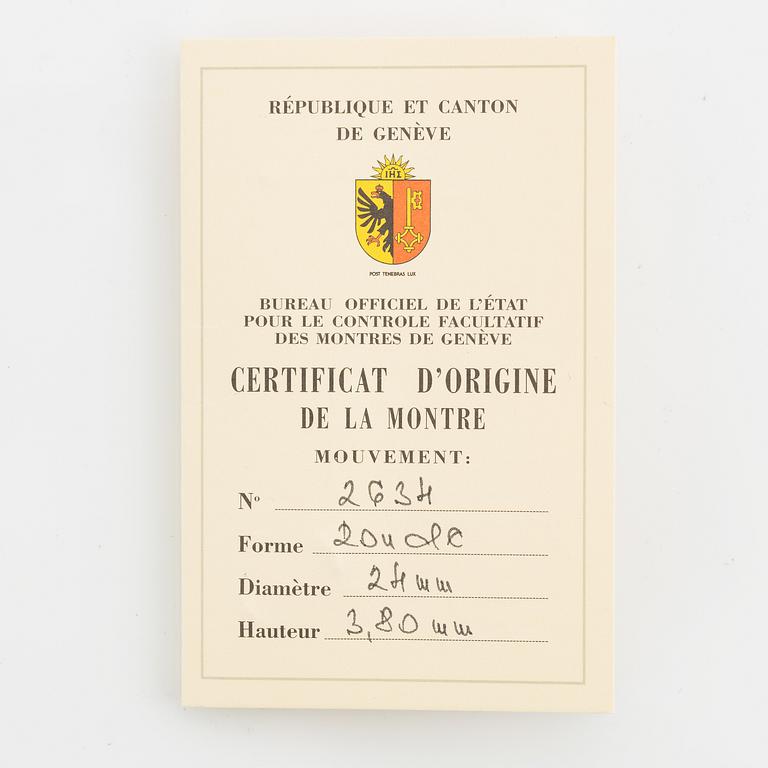 RÉPUBLIQUE ET CANTON
DE GENÈVE
IHΣ
POST TENEBRAS LUX
BUREAU OFFICIEL DE L'ÉTAT
POUR LE CONTROLE FACULTATIF
DES MONTRES DE GENÈVE
CERTIFICAT D'ORIGINE
DE LA MONTRE
MOUVEMENT:
Nº 2634
Forme Ronde
Diamètre 24 mm
Hauteur 3,80 mm